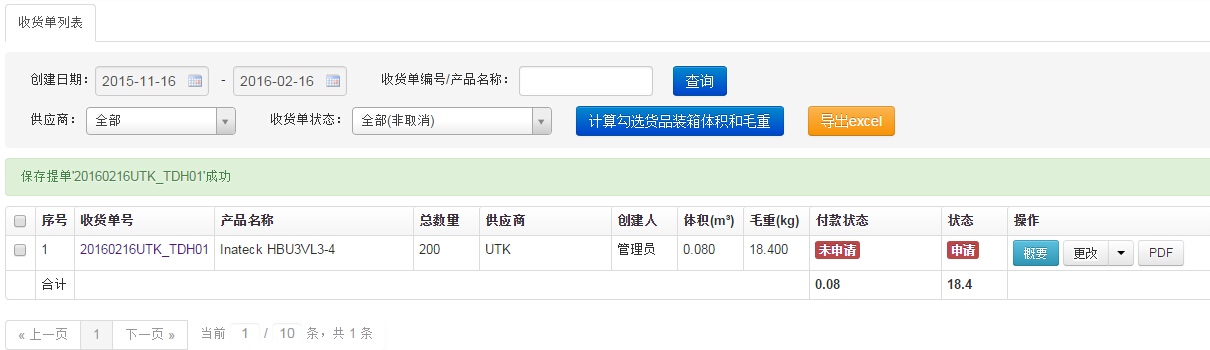 收货单列表
创建日期： 2015-11-16 - 2016-02-16 收货单编号/产品名称： 查询
供应商： 全部 收货单状态： 全部(非取消) 计算勾选货品装箱体积和毛重 导出excel
保存提单'20160216UTK_TDH01'成功
序号 收货单号 产品名称 总数量 供应商 创建人 体积(m³) 毛重(kg) 付款状态 状态 操作
1 20160216UTK_TDH01 Inateck HBU3VL3-4 200 UTK 管理员 0.080 18.400 未申请 申请 概要 更改 PDF
合计 0.08 18.4
« 上一页 1 下一页 » 当前 1 / 10 条，共 1 条